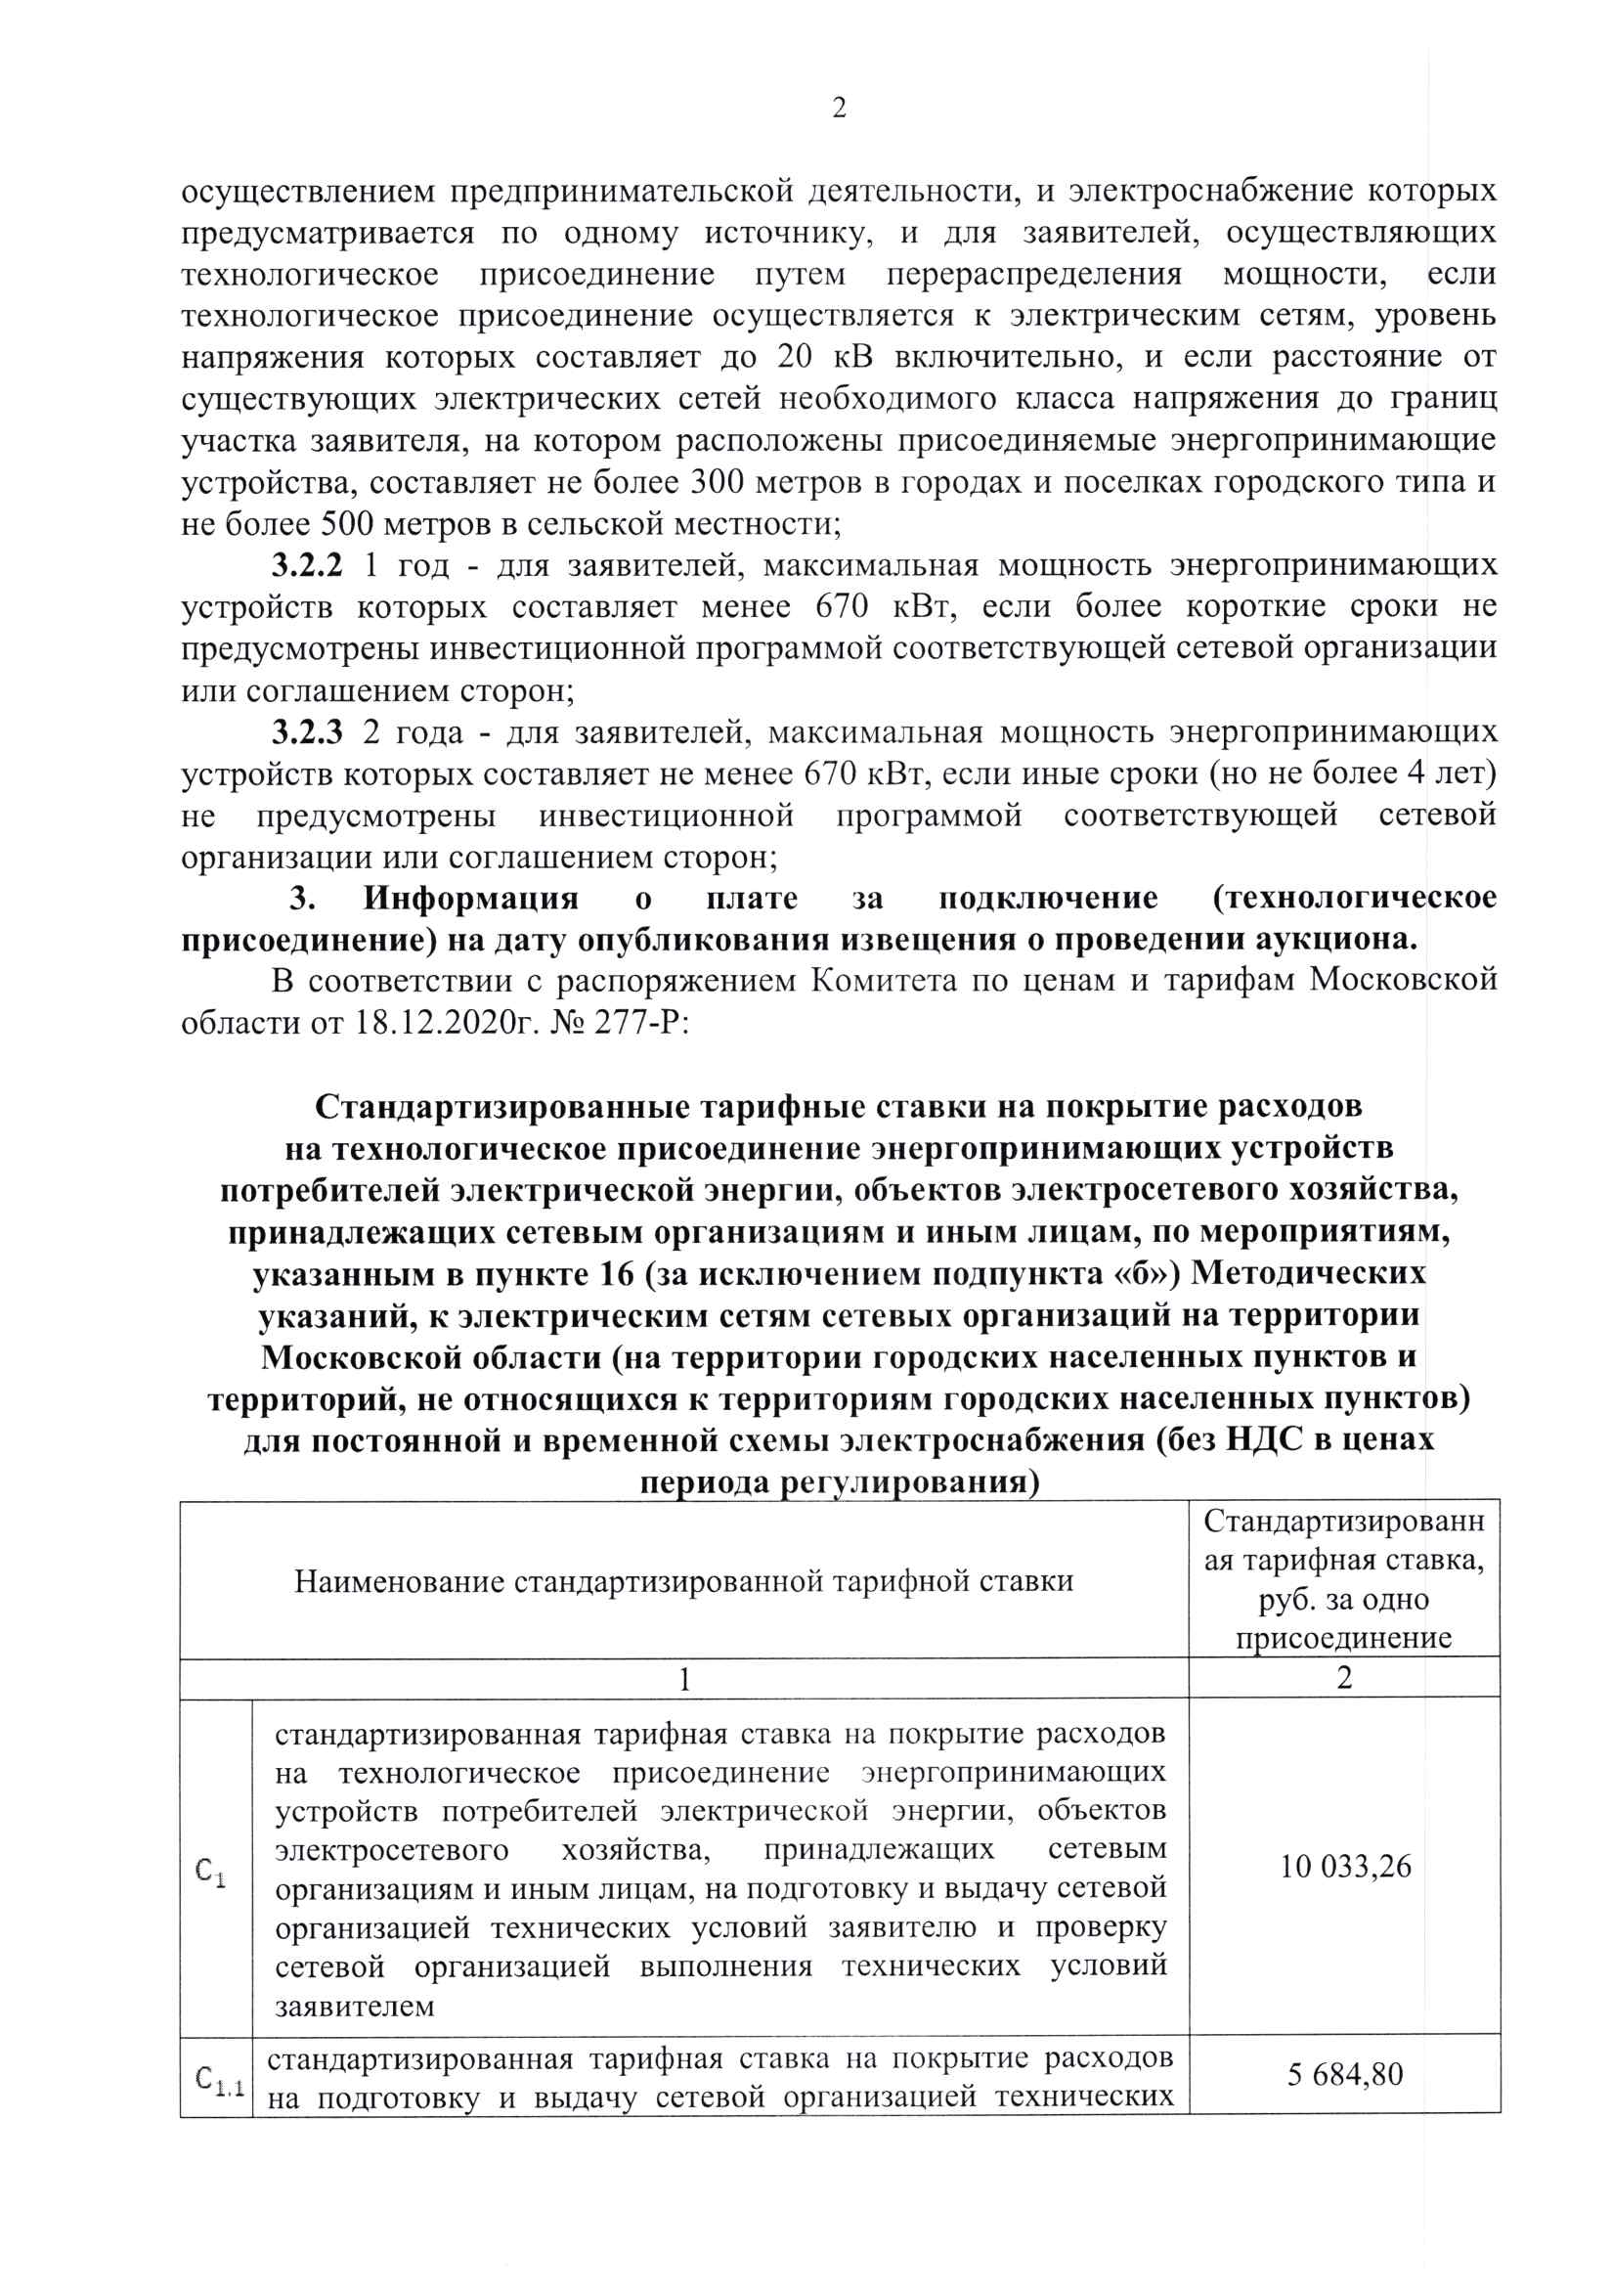 2
осуществлением предпринимательской деятельности, и электроснабжение которых
предусматривается по одному источнику, и для заявителей, осуществляющих
технологическое присоединение путем перераспределения мощности, если
технологическое присоединение осуществляется к электрическим сетям, уровень
напряжения которых составляет до 20 кВ включительно, и если расстояние от
существующих электрических сетей необходимого класса напряжения до границ
участка заявителя, на котором расположены присоединяемые энергопринимающие
устройства, составляет не более 300 метров в городах и поселках городского типа и
не более 500 метров в сельской местности;
3.2.2 1 год - для заявителей, максимальная мощность энергопринимающих
устройств которых составляет менее 670 кВт, если более короткие сроки не
предусмотрены инвестиционной программой соответствующей сетевой организации
или соглашением сторон;
3.2.3 2 года - для заявителей, максимальная мощность энергопринимающих
устройств которых составляет не менее 670 кВт, если иные сроки (но не более 4 лет)
не предусмотрены инвестиционной программой соответствующей сетевой
организации или соглашением сторон;
3. Информация о плате за подключение (технологическое
присоединение) на дату опубликования извещения о проведении аукциона.
В соответствии с распоряжением Комитета по ценам и тарифам Московской
области от 18.12.2020г. № 277-Р:
Стандартизированные тарифные ставки на покрытие расходов
на технологическое присоединение энергопринимающих устройств
потребителей электрической энергии, объектов электросетевого хозяйства,
принадлежащих сетевым организациям и иным лицам, по мероприятиям,
указанным в пункте 16 (за исключением подпункта «б») Методических
указаний, к электрическим сетям сетевых организаций на территории
Московской области (на территории городских населенных пунктов и
территорий, не относящихся к территориям городских населенных пунктов)
для постоянной и временной схемы электроснабжения (без НДС в ценах
периода регулирования)
Наименование стандартизированной тарифной ставки
Стандартизированн
ая тарифная ставка,
руб. за одно
присоединение
1
2
С1
стандартизированная тарифная ставка на покрытие расходов
на технологическое присоединение энергопринимающих
устройств потребителей электрической энергии, объектов
электросетевого хозяйства, принадлежащих сетевым
организациям и иным лицам, на подготовку и выдачу сетевой
организацией технических условий заявителю и проверку
сетевой организацией выполнения технических условий
заявителем
10 033,26
С1.1
стандартизированная тарифная ставка на покрытие расходов
на подготовку и выдачу сетевой организацией технических
5 684,80